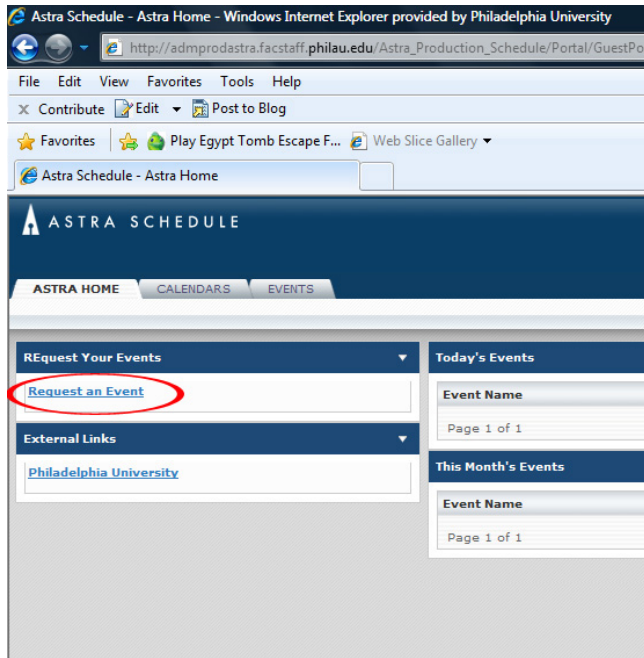 Astra Schedule - Astra Home - Windows Internet Explorer provided by Philadelphia University
http://admprodastra.facstaff.philau.edu/Astra_Production_Schedule/Portal/GuestPo
File Edit View Favorites Tools Help
x Contribute Edit Post to Blog
Favorites Play Egypt Tomb Escape F... Web Slice Gallery
Astra Schedule - Astra Home
ASTRA SCHEDULE
ASTRA HOME CALENDARS EVENTS
REquest Your Events
Request an Event
External Links
Philadelphia University
Today's Events
Event Name
Page 1 of 1
This Month's Events
Event Name
Page 1 of 1